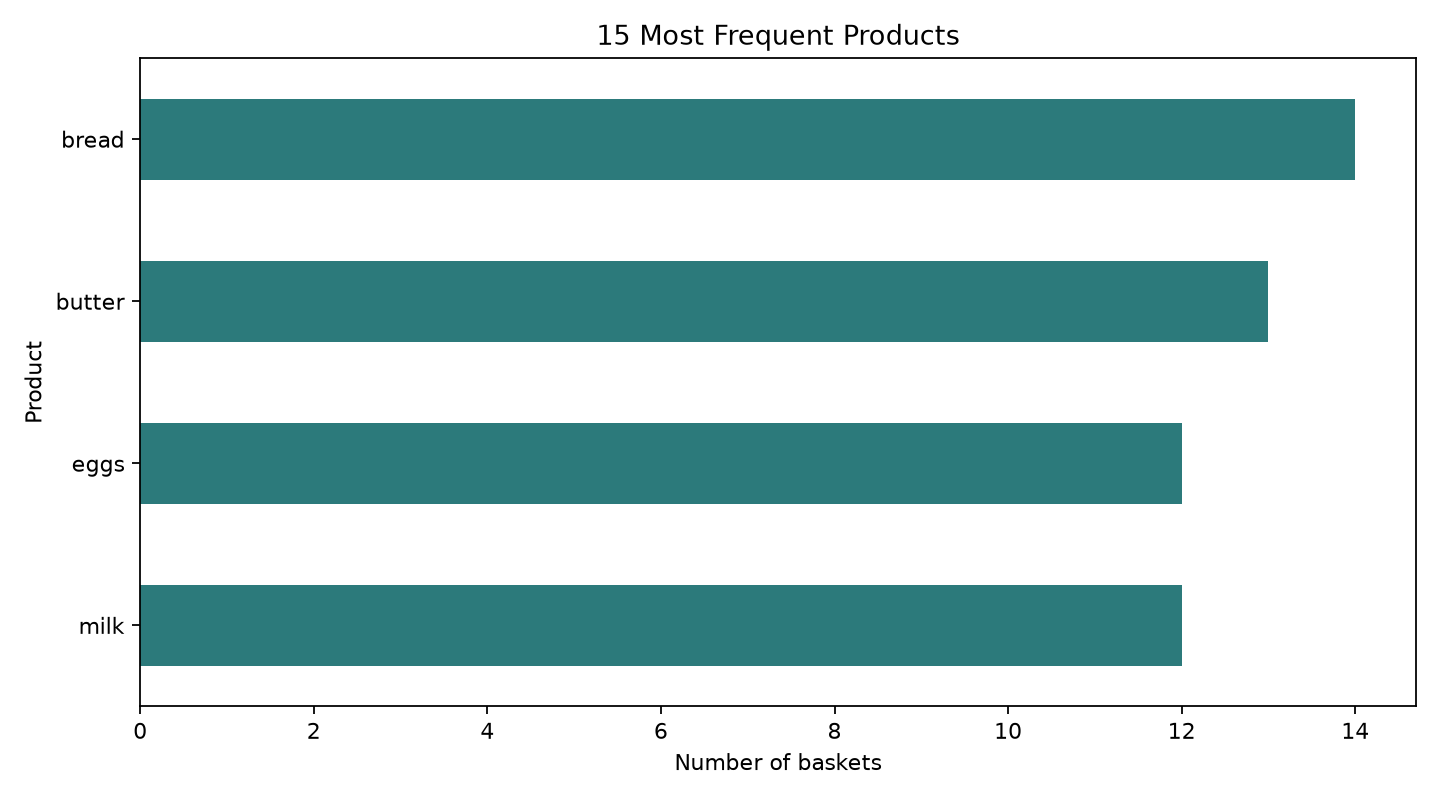 15 Most Frequent Products
Product
bread
butter
eggs
milk
0 2 4 6 8 10 12 14
Number of baskets